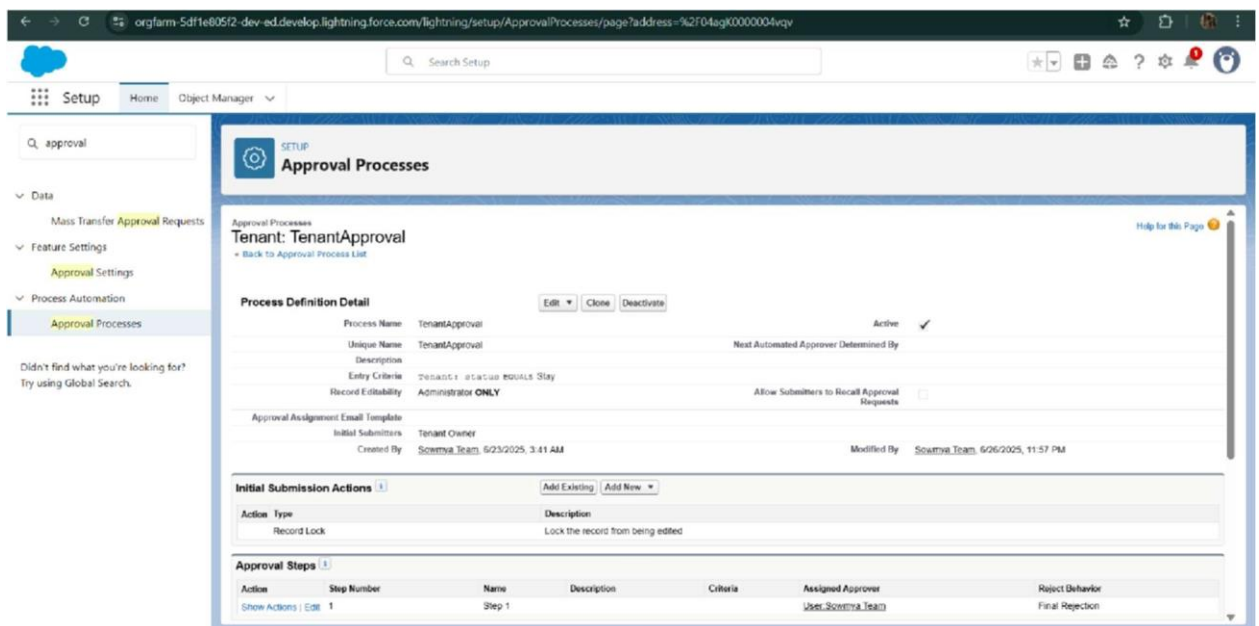 orgfarm-5df1e805f2-dev-ed.develop.lightning.force.com/lightning/setup/ApprovalProcesses/page?address=%2F04agK0000004vqv
Search Setup
Setup Home Object Manager
approval
Data
Mass Transfer Approval Requests
Feature Settings
Approval Settings
Process Automation
Approval Processes
Didn't find what you're looking for?
Try using Global Search.
SETUP
Approval Processes
Approval Processes
Tenant: TenantApproval
« Back to Approval Process List
Help for this Page
Process Definition Detail Edit Clone Deactivate
Process Name TenantApproval Active ✓
Unique Name TenantApproval Next Automated Approver Determined By
Description
Entry Criteria Tenant: status EQUALS Stay
Record Editability Administrator ONLY Allow Submitters to Recall Approval Requests
Approval Assignment Email Template
Initial Submitters Tenant Owner
Created By Sowmya Team, 6/23/2025, 3:41 AM Modified By Sowmya Team, 6/26/2025, 11:57 PM
Initial Submission Actions Add Existing Add New
Action Type Description
Record Lock Lock the record from being edited
Approval Steps
Action Step Number Name Description Criteria Assigned Approver Reject Behavior
Show Actions | Edit 1 Step 1 User:Sowmya Team Final Rejection